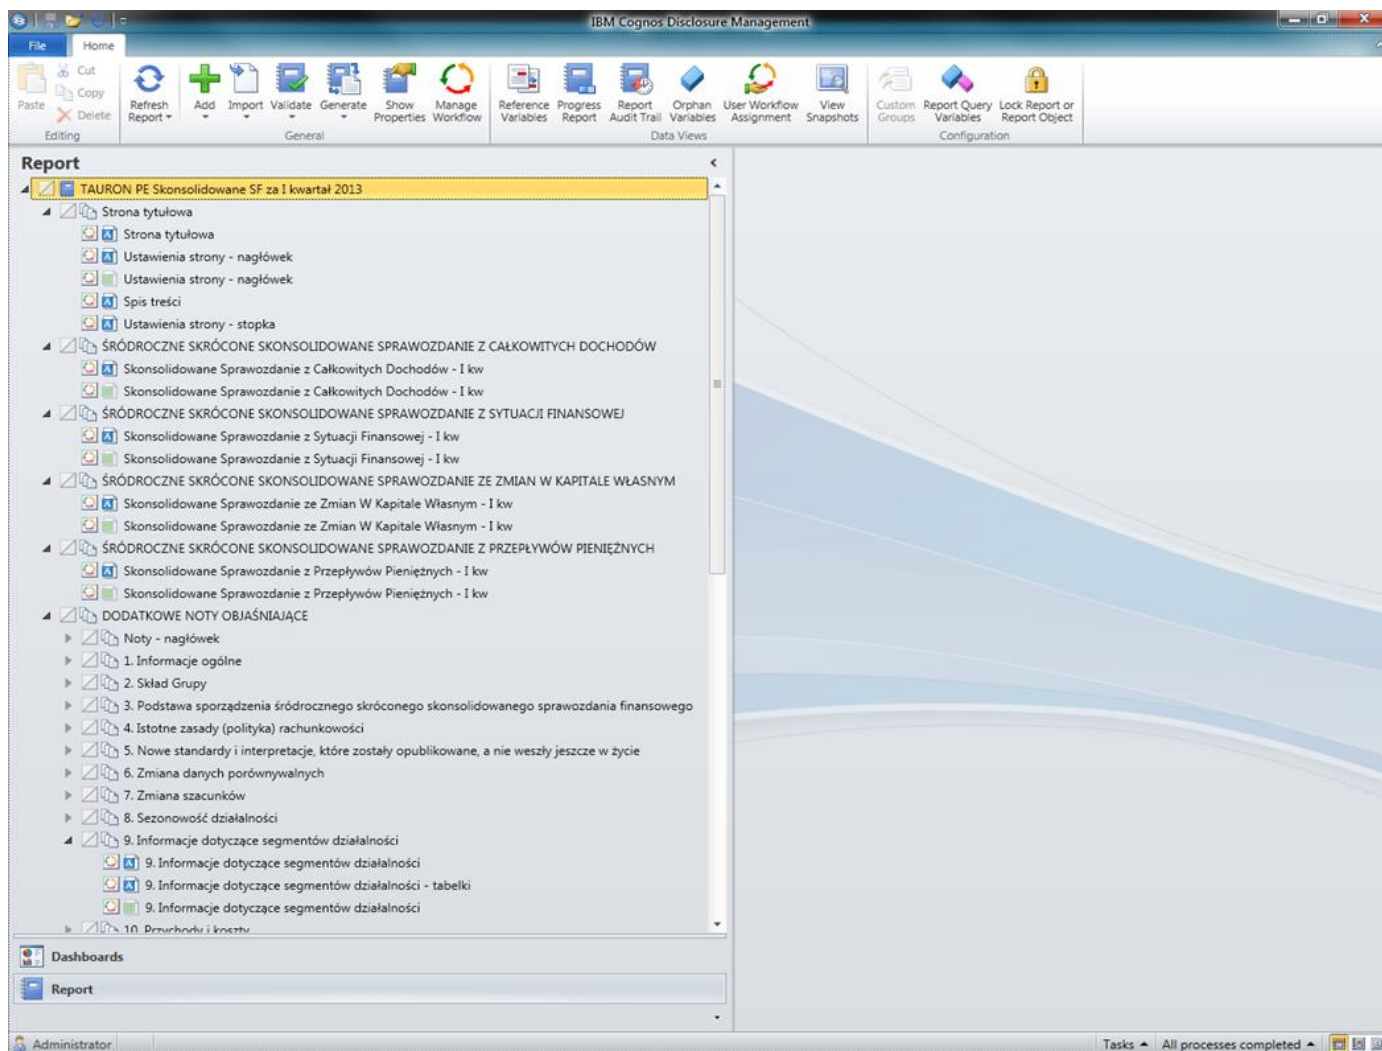 IBM Cognos Disclosure Management
File Home
Paste
Cut
Copy
Delete
Editing
Refresh Report
Add
Import
Validate
Generate
Show Properties
Manage Workflow
General
Reference Variables
Progress Report
Report Audit Trail
Orphan Variables
User Workflow Assignment
View Snapshots
Data Views
Custom Groups
Report Query Variables
Lock Report or Report Object
Configuration
Report
TAURON PE Skonsolidowane SF za I kwartał 2013
Strona tytułowa
Strona tytułowa
Ustawienia strony - nagłówek
Ustawienia strony - nagłówek
Spis treści
Ustawienia strony - stopka
ŚRÓDROCZNE SKRÓCONE SKONSOLIDOWANE SPRAWOZDANIE Z CAŁKOWITYCH DOCHODÓW
Skonsolidowane Sprawozdanie z Całkowitych Dochodów - I kw
Skonsolidowane Sprawozdanie z Całkowitych Dochodów - I kw
ŚRÓDROCZNE SKRÓCONE SKONSOLIDOWANE SPRAWOZDANIE Z SYTUACJI FINANSOWEJ
Skonsolidowane Sprawozdanie z Sytuacji Finansowej - I kw
Skonsolidowane Sprawozdanie z Sytuacji Finansowej - I kw
ŚRÓDROCZNE SKRÓCONE SKONSOLIDOWANE SPRAWOZDANIE ZE ZMIAN W KAPITALE WŁASNYM
Skonsolidowane Sprawozdanie ze Zmian W Kapitale Własnym - I kw
Skonsolidowane Sprawozdanie ze Zmian W Kapitale Własnym - I kw
ŚRÓDROCZNE SKRÓCONE SKONSOLIDOWANE SPRAWOZDANIE Z PRZEPŁYWÓW PIENIĘŻNYCH
Skonsolidowane Sprawozdanie z Przepływów Pieniężnych - I kw
Skonsolidowane Sprawozdanie z Przepływów Pieniężnych - I kw
DODATKOWE NOTY OBJAŚNIAJĄCE
Noty - nagłówek
1. Informacje ogólne
2. Skład Grupy
3. Podstawa sporządzenia śródrocznego skróconego skonsolidowanego sprawozdania finansowego
4. Istotne zasady (polityka) rachunkowości
5. Nowe standardy i interpretacje, które zostały opublikowane, a nie weszły jeszcze w życie
6. Zmiana danych porównywalnych
7. Zmiana szacunków
8. Sezonowość działalności
9. Informacje dotyczące segmentów działalności
9. Informacje dotyczące segmentów działalności
9. Informacje dotyczące segmentów działalności - tabelki
9. Informacje dotyczące segmentów działalności
10. Przychody i koszty
Dashboards
Report
Administrator
Tasks All processes completed